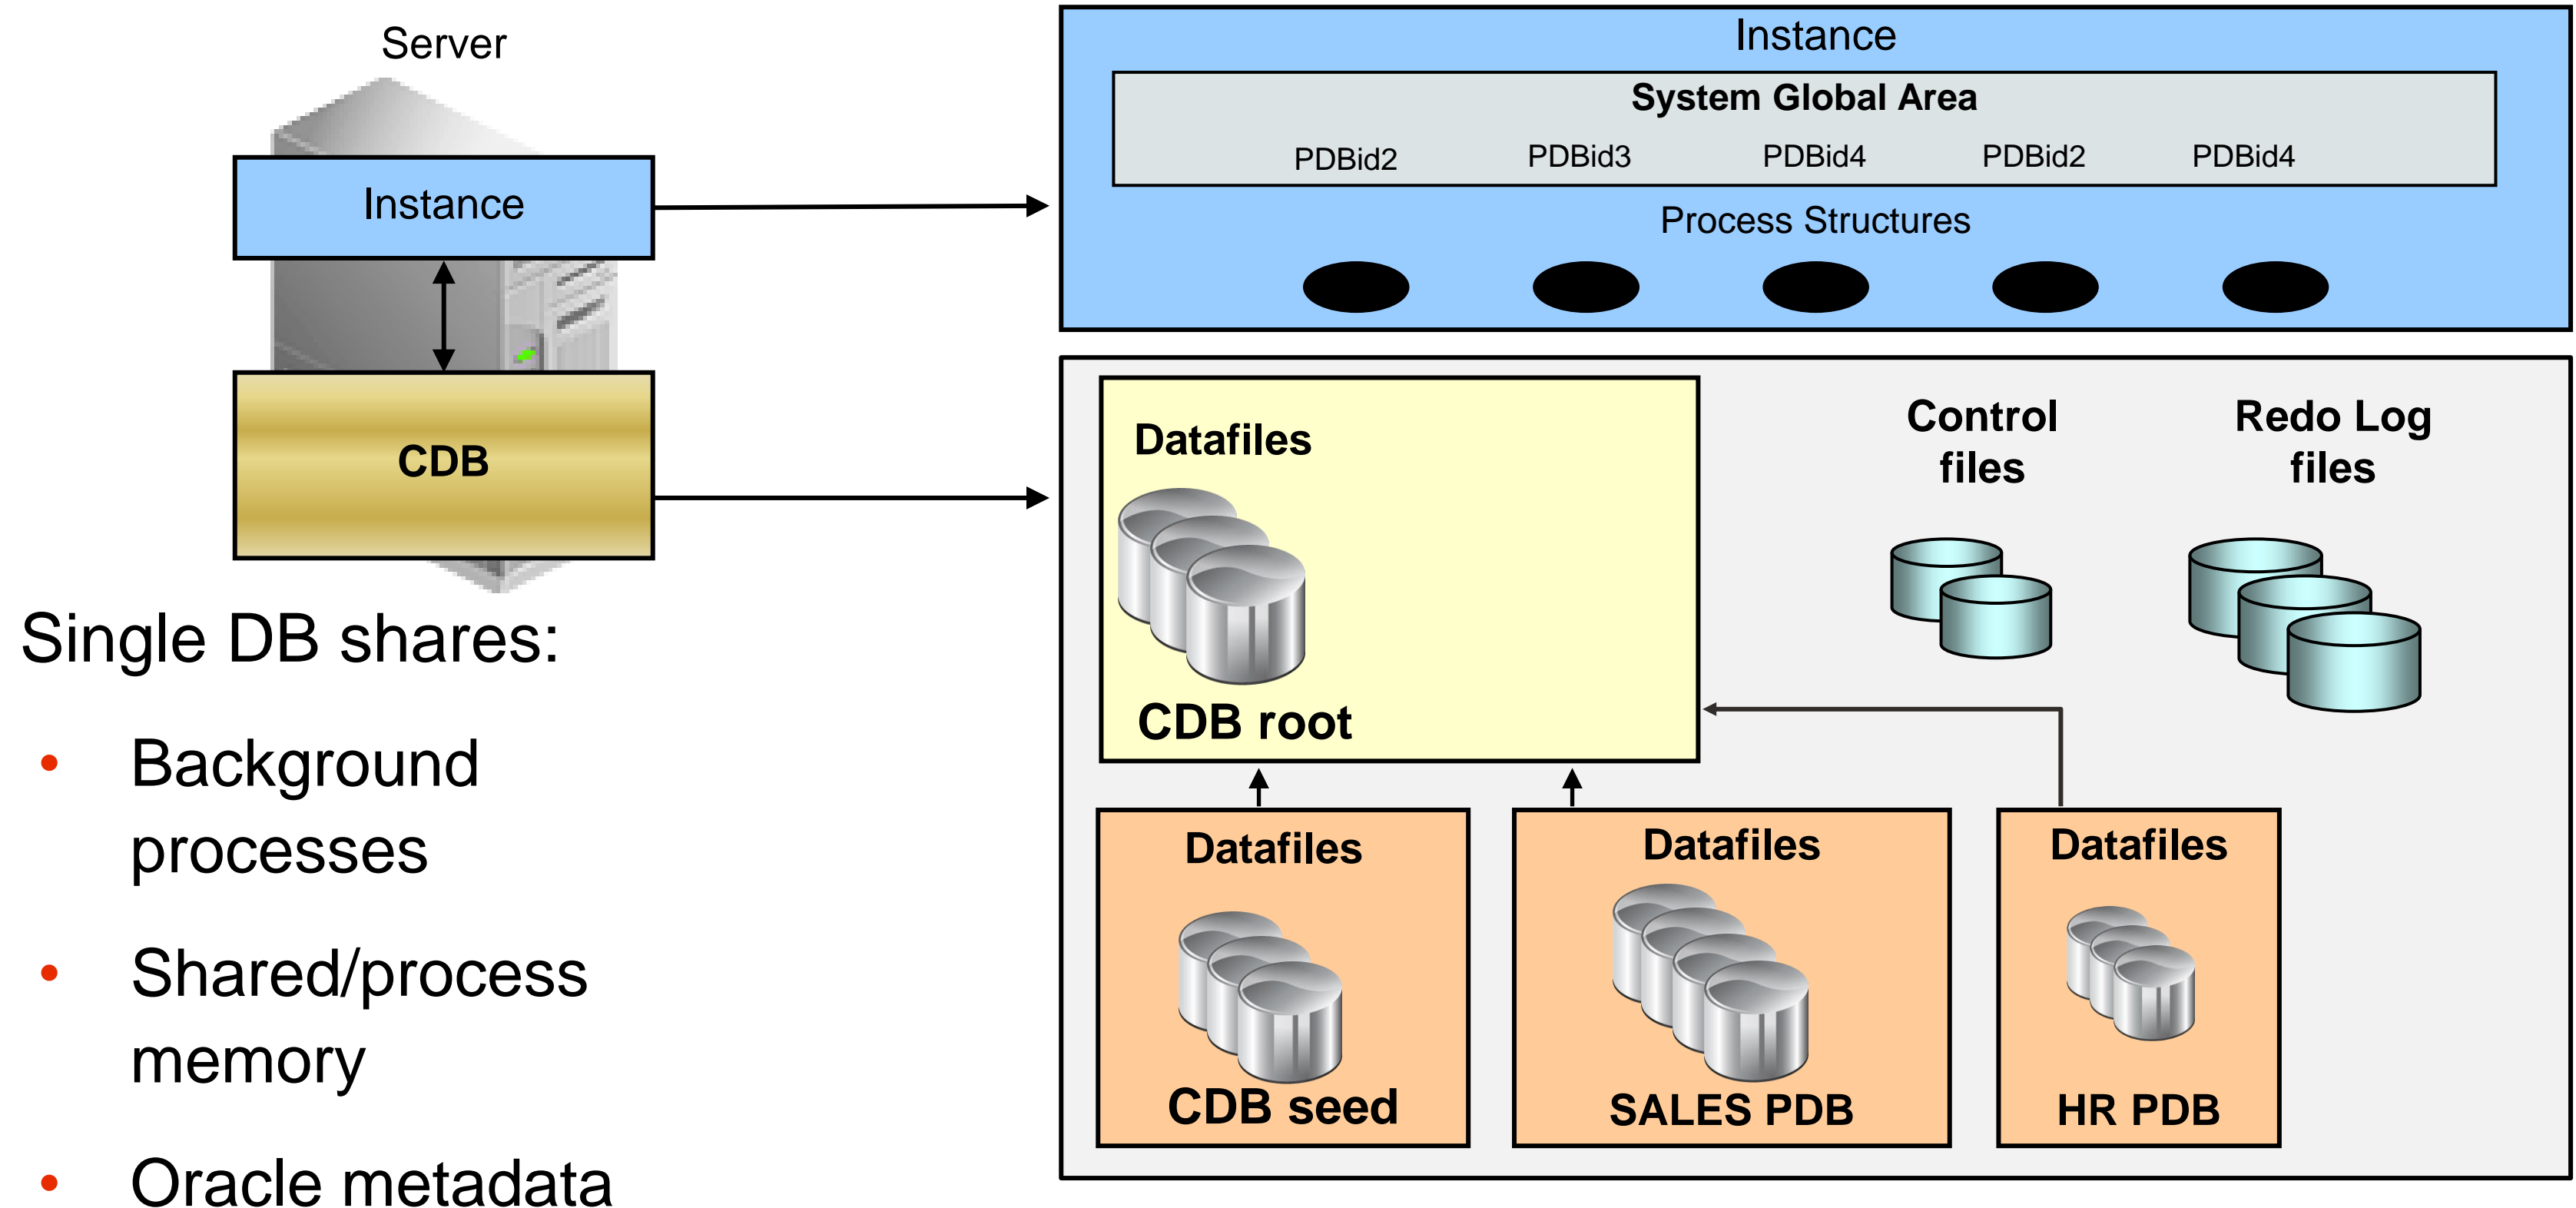 Server
Instance
CDB
Single DB shares:
• Background
processes
• Shared/process
memory
• Oracle metadata
Instance
System Global Area
PDBid2 PDBid3 PDBid4 PDBid2 PDBid4
Process Structures
Datafiles
CDB root
Control
files
Redo Log
files
Datafiles
CDB seed
Datafiles
SALES PDB
Datafiles
HR PDB